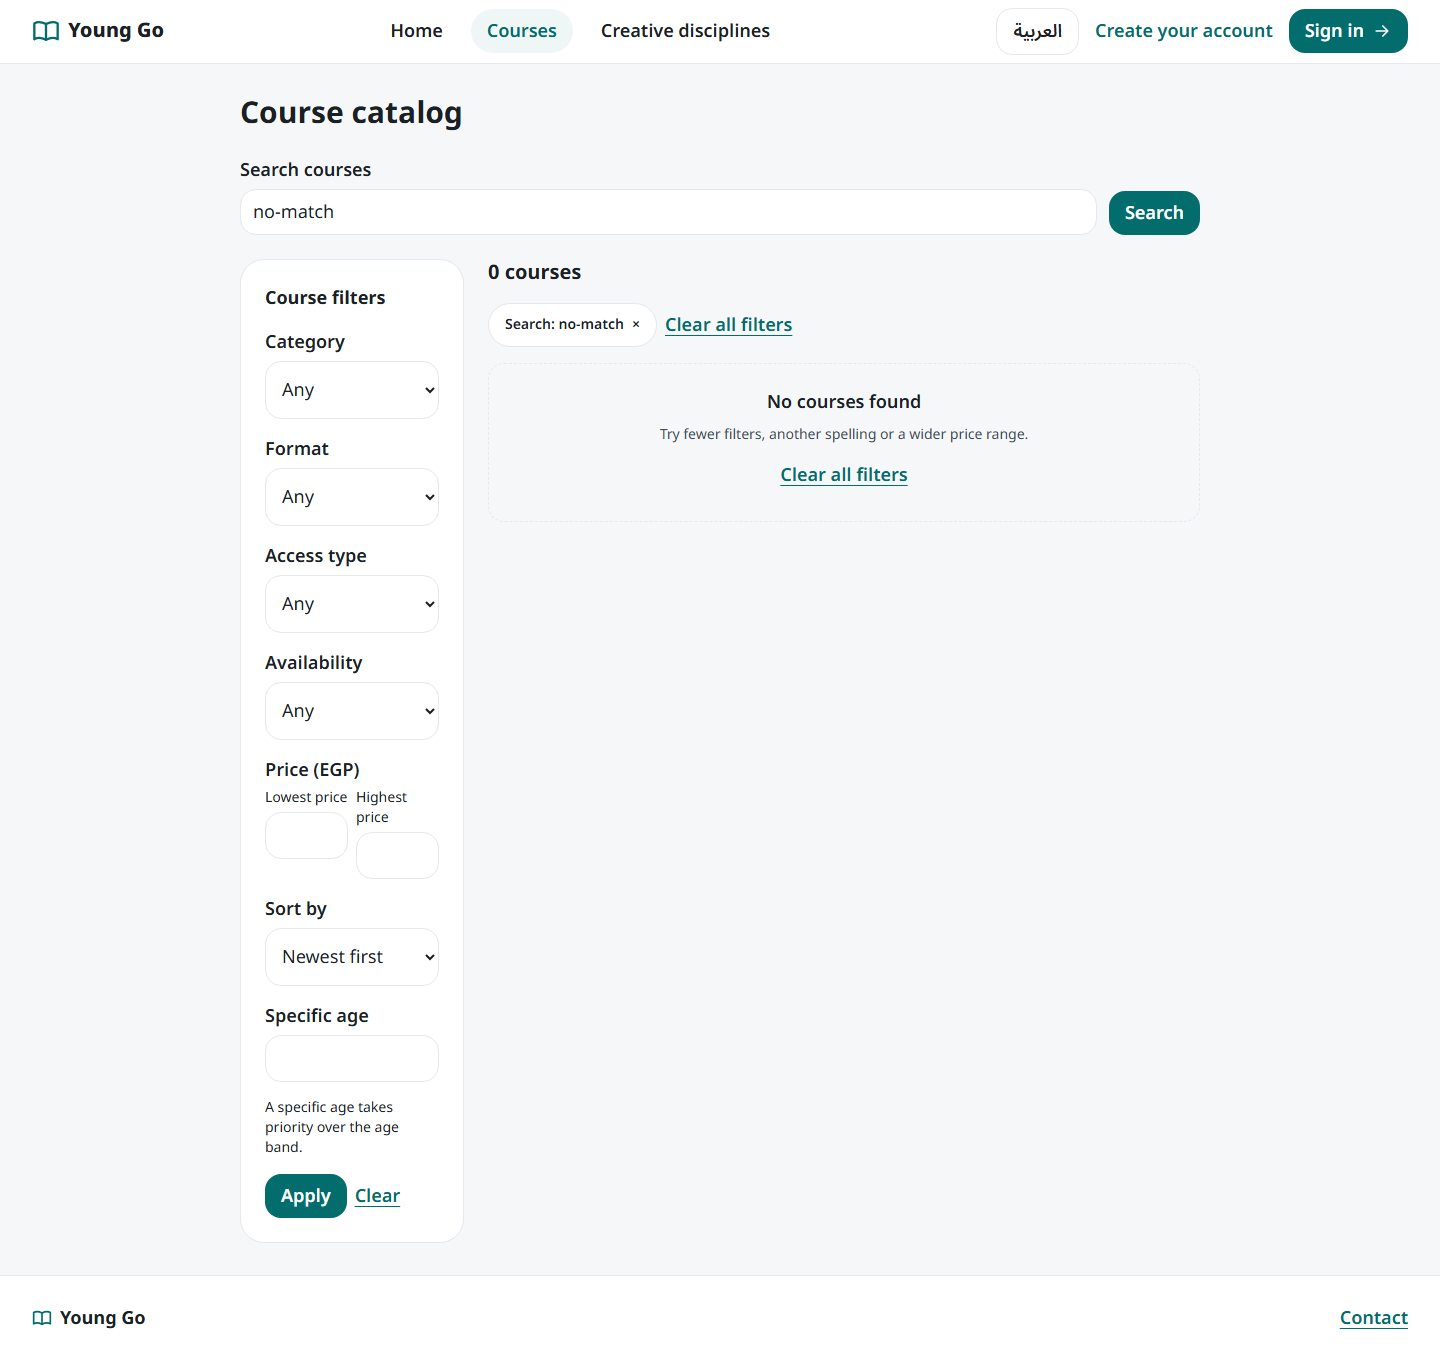 Young Go
Home
Courses
Creative disciplines
العربية
Create your account
Sign in →
Course catalog
Search courses
no-match
Search
Course filters
Category
Any
Format
Any
Access type
Any
Availability
Any
Price (EGP)
Lowest price
Highest
price
Sort by
Newest first
Specific age
A specific age takes
priority over the age
band.
Apply
Clear
0 courses
Search: no-match ×
Clear all filters
No courses found
Try fewer filters, another spelling or a wider price range.
Clear all filters
Young Go
Contact